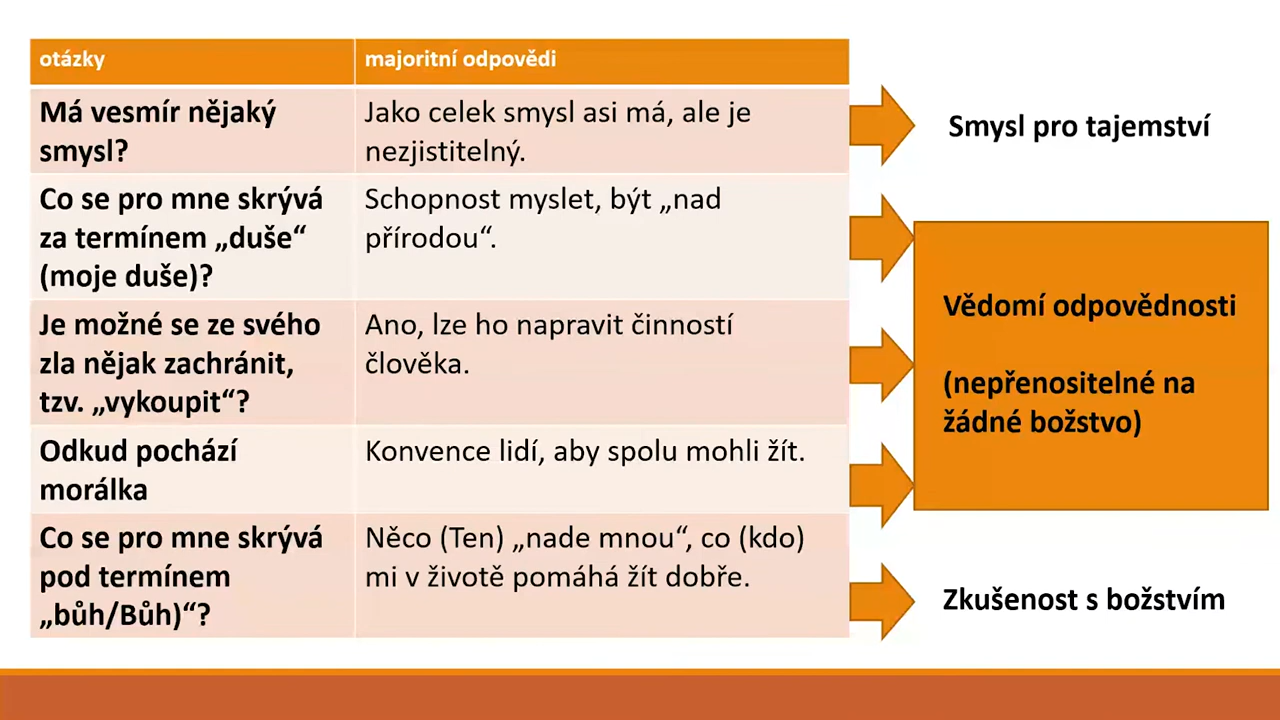 otázky
majoritní odpovědi
Má vesmír nějaký
smysl?
Jako celek smysl asi má, ale je
nezjistitelný.
Smysl pro tajemství
Co se pro mne skrývá
za termínem „duše“
(moje duše)?
Schopnost myslet, být „nad
přírodou“.
Je možné se ze svého
zla nějak zachránit,
tzv. „vykoupit“?
Ano, lze ho napravit činností
člověka.
Odkud pochází
morálka
Konvence lidí, aby spolu mohli žít.
Vědomí odpovědnosti
(nepřenositelné na
žádné božstvo)
Co se pro mne skrývá
pod termínem
„bůh/Bůh)“?
Něco (Ten) „nade mnou“, co (kdo)
mi v životě pomáhá žít dobře.
Zkušenost s božstvím